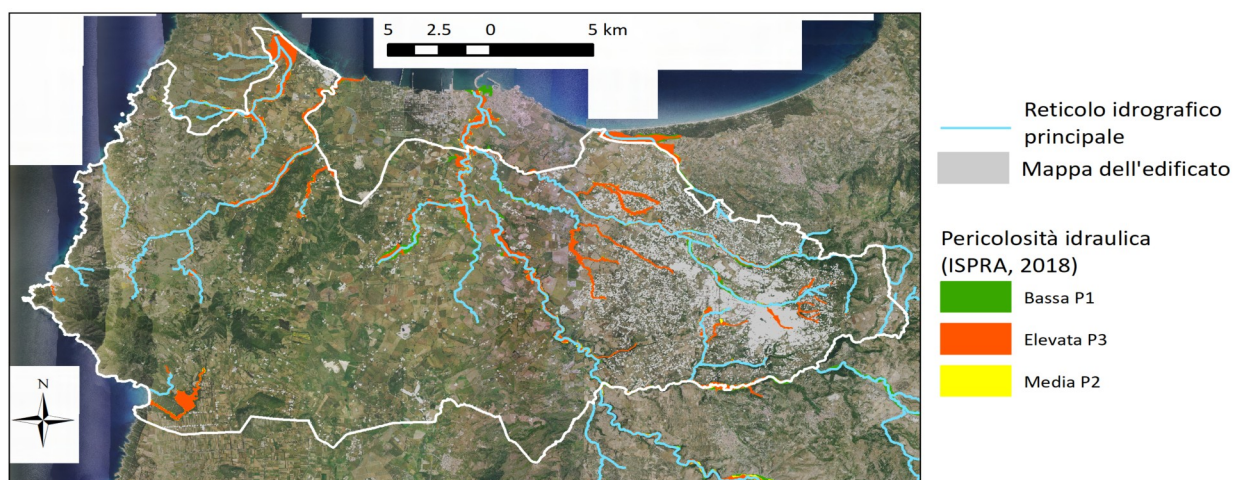 5 2.5 0 5 km
N
Reticolo idrografico
principale
Mappa dell'edificato
Pericolosità idraulica
(ISPRA, 2018)
Bassa P1
Elevata P3
Media P2